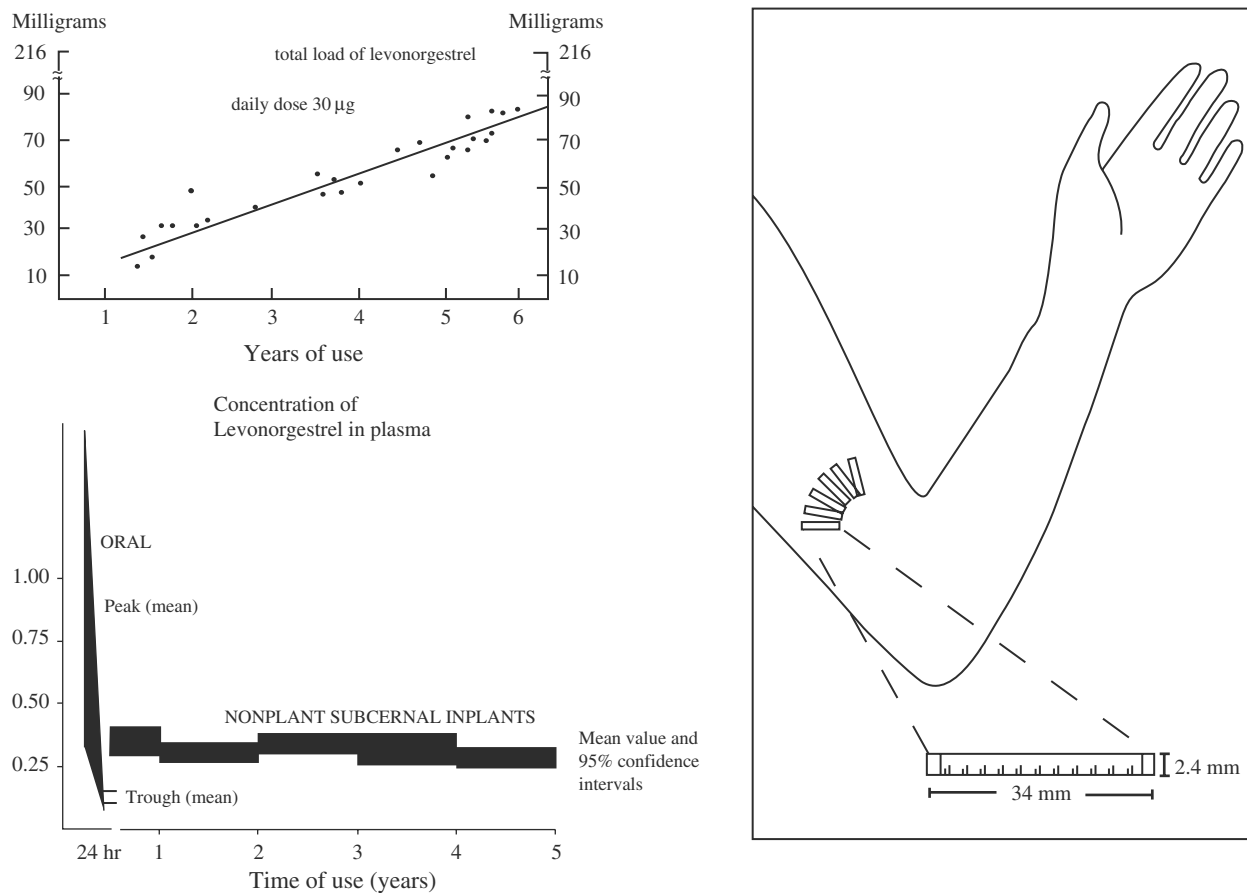 Milligrams
Milligrams
216
216
total load of levonorgestrel
90
90
daily dose 30 µg
70
70
50
50
30
30
10
10
1 2 3 4 5 6
Years of use
Concentration of
Levonorgestrel in plasma
ORAL
1.00
Peak (mean)
0.75
0.50
NONPLANT SUBCERNAL INPLANTS
Mean value and
95% confidence
intervals
0.25
Trough (mean)
24 hr 1 2 3 4 5
Time of use (years)
2.4 mm
34 mm